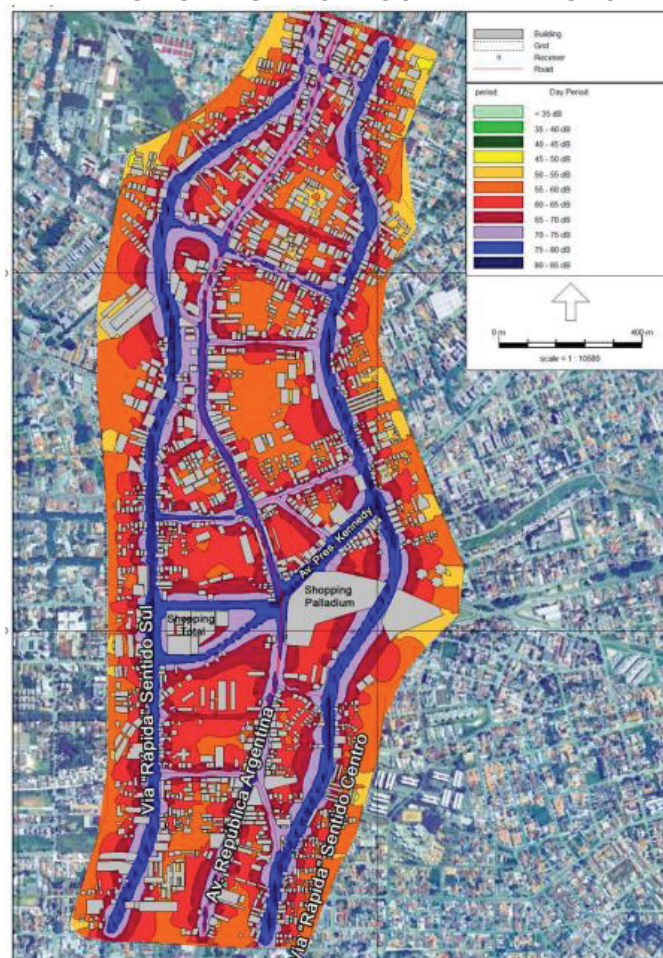 Building
Grid
Receiver
Road
period:
Day Period
< 35 dB
35 - 40 dB
40 - 45 dB
45 - 50 dB
50 - 55 dB
55 - 60 dB
60 - 65 dB
65 - 70 dB
70 - 75 dB
75 - 80 dB
80 - 85 dB
0 m
400 m
scale = 1 : 10580
Av. Pres. Kennedy
Shopping
Palladium
Shopping
Total
Via "Rápida" Sentido Sul
Av. República Argentina
Via "Rápida" Sentido Centro